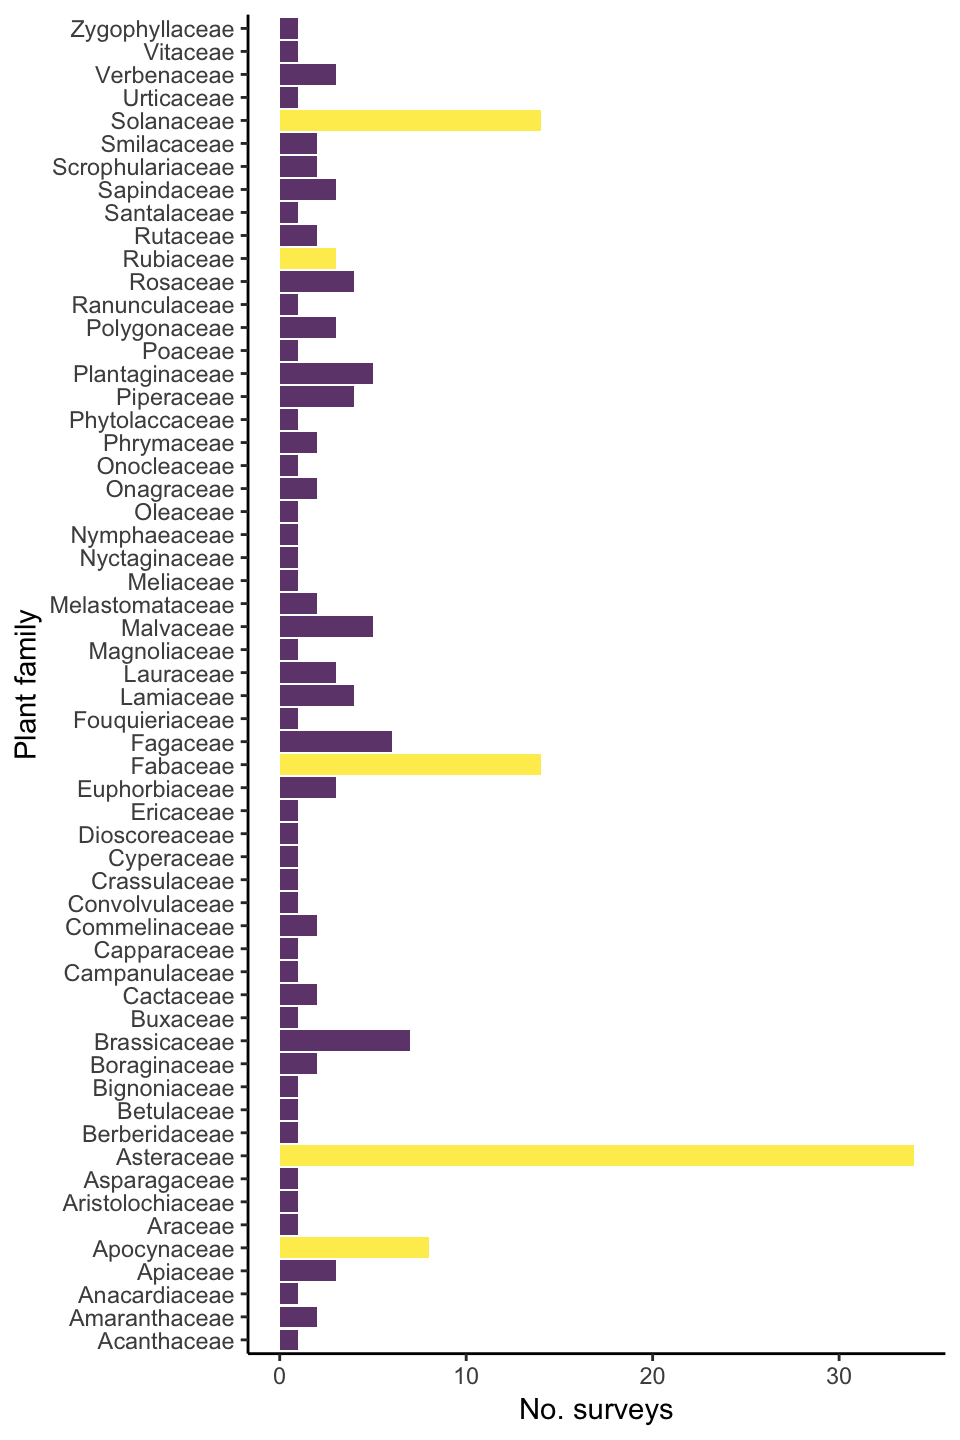 Zygophyllaceae
Vitaceae
Verbenaceae
Urticaceae
Solanaceae
Smilacaceae
Scrophulariaceae
Sapindaceae
Santalaceae
Rutaceae
Rubiaceae
Rosaceae
Ranunculaceae
Polygonaceae
Poaceae
Plantaginaceae
Piperaceae
Phytolaccaceae
Phrymaceae
Onocleaceae
Onagraceae
Oleaceae
Nymphaeaceae
Nyctaginaceae
Meliaceae
Melastomataceae
Malvaceae
Magnoliaceae
Lauraceae
Lamiaceae
Fouquieriaceae
Fagaceae
Fabaceae
Euphorbiaceae
Ericaceae
Dioscoreaceae
Cyperaceae
Crassulaceae
Convolvulaceae
Commelinaceae
Capparaceae
Campanulaceae
Cactaceae
Buxaceae
Brassicaceae
Boraginaceae
Bignoniaceae
Betulaceae
Berberidaceae
Asteraceae
Asparagaceae
Aristolochiaceae
Araceae
Apocynaceae
Apiaceae
Anacardiaceae
Amaranthaceae
Acanthaceae
Plant family
0 10 20 30
No. surveys